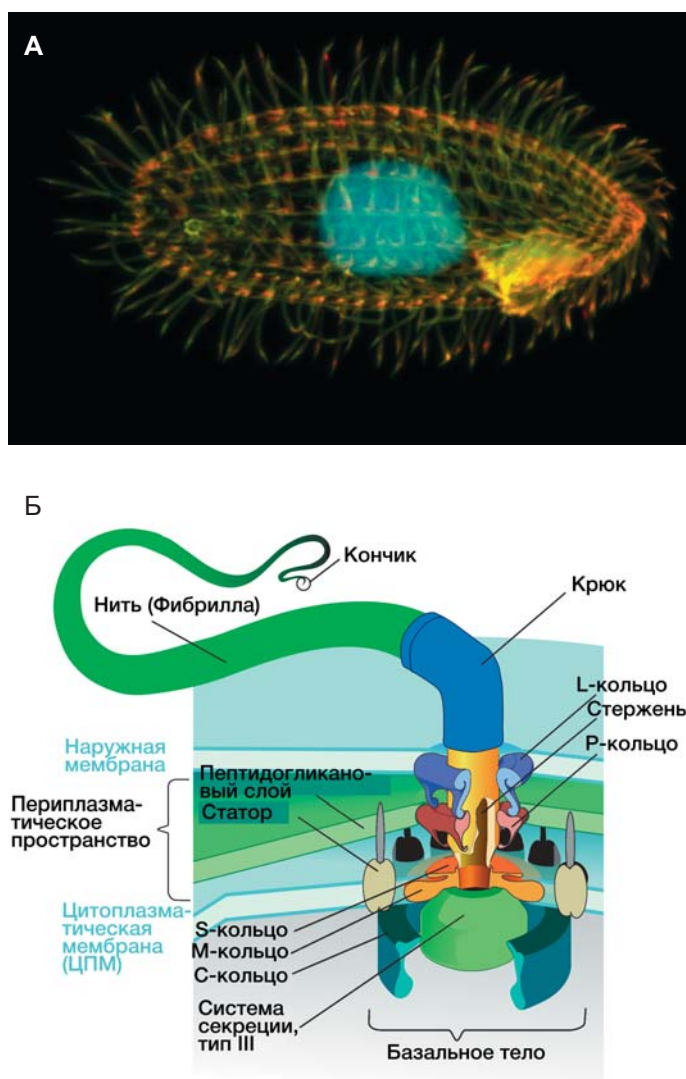 А
Б
Кончик
Нить (Фибрилла)
Крюк
L-кольцо
Стержень
P-кольцо
Наружная
мембрана
Пептидогликано-
вый слой
Статор
Периплазма-
тическое
пространство
Цитоплазма-
тическая
мембрана
(ЦПМ)
S-кольцо
M-кольцо
C-кольцо
Система
секреции,
тип III
Базальное тело